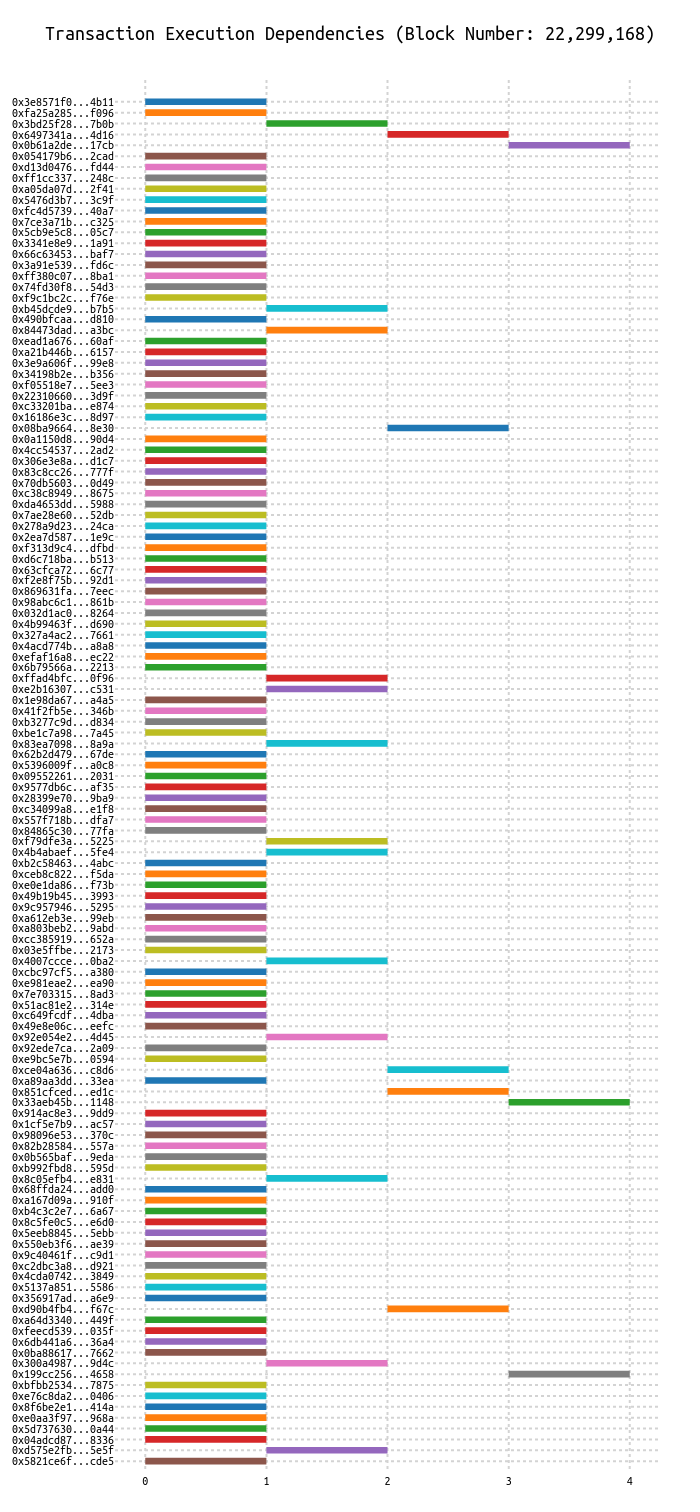 Transaction Execution Dependencies (Block Number: 22,299,168)
0x3e8571f0...4b11
0xfa25a285...f096
0x3bd25f28...7b0b
0x6497341a...4d16
0x0b61a2de...17cb
0x054179b6...2cad
0xd13d0476...fd44
0xff1cc337...248c
0xa05da07d...2f41
0x5476d3b7...3c9f
0xfc4d5739...40a7
0x7ce3a71b...c325
0x5cb9e5c8...05c7
0x3341e8e9...1a91
0x66c63453...baf7
0x3a91e539...fd6c
0xff380c07...8ba1
0x74fd30f8...54d3
0xf9c1bc2c...f76e
0xb45dcde9...b7b5
0x490bfcaa...d810
0x84473dad...a3bc
0xead1a676...60af
0xa21b446b...6157
0x3e9a606f...99e8
0x34198b2e...b356
0xf05518e7...5ee3
0x22310660...3d9f
0xc33201ba...e874
0x16186e3c...8d97
0x08ba9664...8e30
0x0a1150d8...90d4
0x4cc54537...2ad2
0x306e3e8a...d1c7
0x83c8cc26...777f
0x70db5603...0d49
0xc38c8949...8675
0xda4653dd...5988
0x7ae28e60...52db
0x278a9d23...24ca
0x2ea7d587...1e9c
0xf313d9c4...dfbd
0xd6c718ba...b513
0x63cfca72...6c77
0xf2e8f75b...92d1
0x869631fa...7eec
0x98abc6c1...861b
0x032d1ac0...8264
0x4b99463f...d690
0x327a4ac2...7661
0x4acd774b...a8a8
0xefaf16a8...ec22
0x6b79566a...2213
0xffad4bfc...0f96
0xe2b16307...c531
0x1e98da67...a4a5
0x41f2fb5e...346b
0xb3277c9d...d834
0xbe1c7a98...7a45
0x83ea7098...8a9a
0x62b2d479...67de
0x5396009f...a0c8
0x09552261...2031
0x9577db6c...af35
0x28399e70...9ba9
0xc34099a8...e1f8
0x557f718b...dfa7
0x84865c30...77fa
0xf79dfe3a...5225
0x4b4abaef...5fe4
0xb2c58463...4abc
0xceb8c822...f5da
0xe0e1da86...f73b
0x49b19b45...3993
0x9c957946...5295
0xa612eb3e...99eb
0xa803beb2...9abd
0xcc385919...652a
0x03e5ffbe...2173
0x4007ccce...0ba2
0xcbc97cf5...a380
0xe981eae2...ea90
0x7e703315...8ad3
0x51ac81e2...314e
0xc649fcdf...4dba
0x49e8e06c...eefc
0x92e054e2...4d45
0x92ede7ca...2a09
0xe9bc5e7b...0594
0xce04a636...c8d6
0xa89aa3dd...33ea
0x851cfced...ed1c
0x33aeb45b...1148
0x914ac8e3...9dd9
0x1cf5e7b9...ac57
0x98096e53...370c
0x82b28584...557a
0x0b565baf...9eda
0xb992fbd8...595d
0x8c05efb4...e831
0x68ffda24...add0
0xa167d09a...910f
0xb4c3c2e7...6a67
0x8c5fe0c5...e6d0
0x5eeb8845...5ebb
0x550eb3f6...ae39
0x9c40461f...c9d1
0xc2dbc3a8...d921
0x4cda0742...3849
0x5137a851...5586
0x356917ad...a6e9
0xd90b4fb4...f67c
0xa64d3340...449f
0xfeecd539...035f
0x6db441a6...36a4
0x0ba88617...7662
0x300a4987...9d4c
0x199cc256...4658
0xbfbb2534...7875
0xe76c8da2...0406
0x8f6be2e1...414a
0xe0aa3f97...968a
0x5d737630...0a44
0x04adcd87...8336
0xd575e2fb...5e5f
0x5821ce6f...cde5
0 1 2 3 4